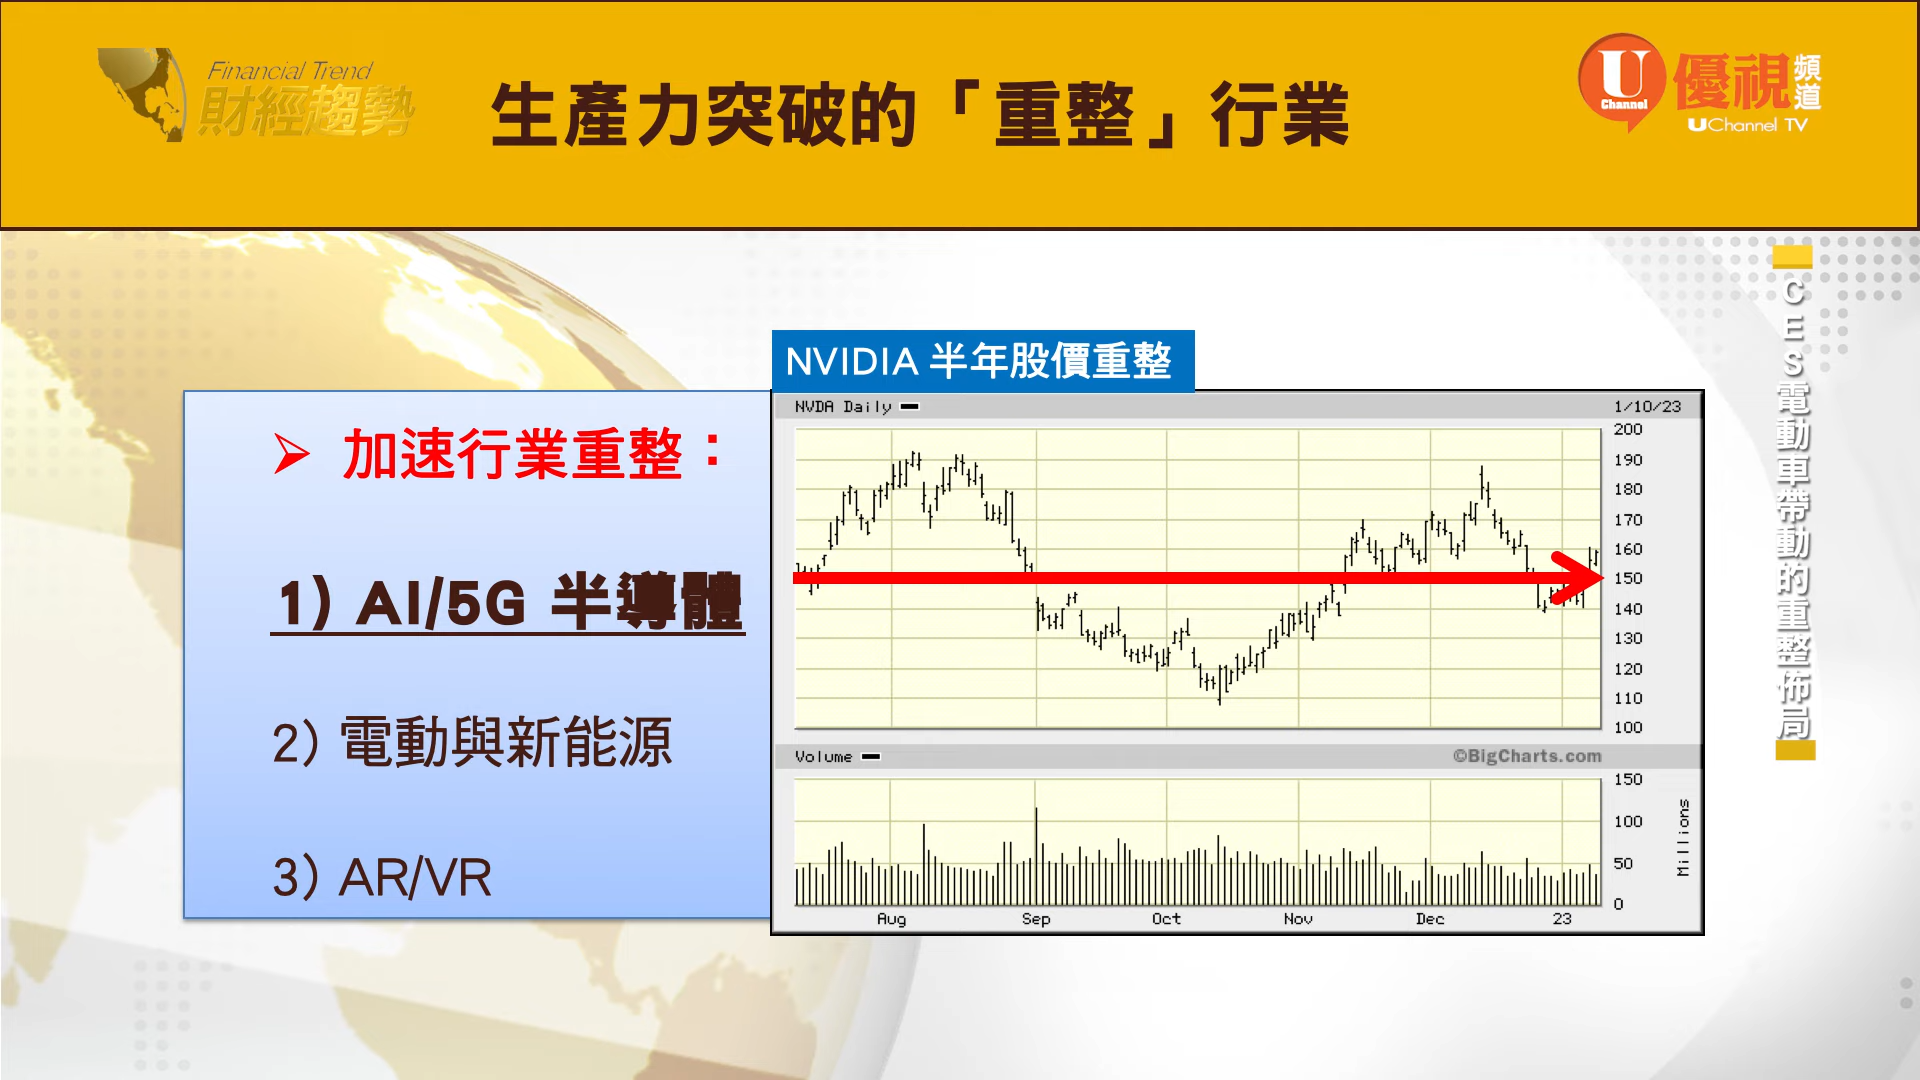 Financial Trend
財經趨勢
生產力突破的「重整」行業
U
Channel
優視頻道
UChannel TV
CES電動車帶動的重整佈局
NVIDIA 半年股價重整
➢ 加速行業重整：
1) AI/5G 半導體
2) 電動與新能源
3) AR/VR
NVDA Daily
1/10/23
200
190
180
170
160
150
140
130
120
110
100
Volume
©BigCharts.com
150
100
50
0
Millions
Aug Sep Oct Nov Dec 23